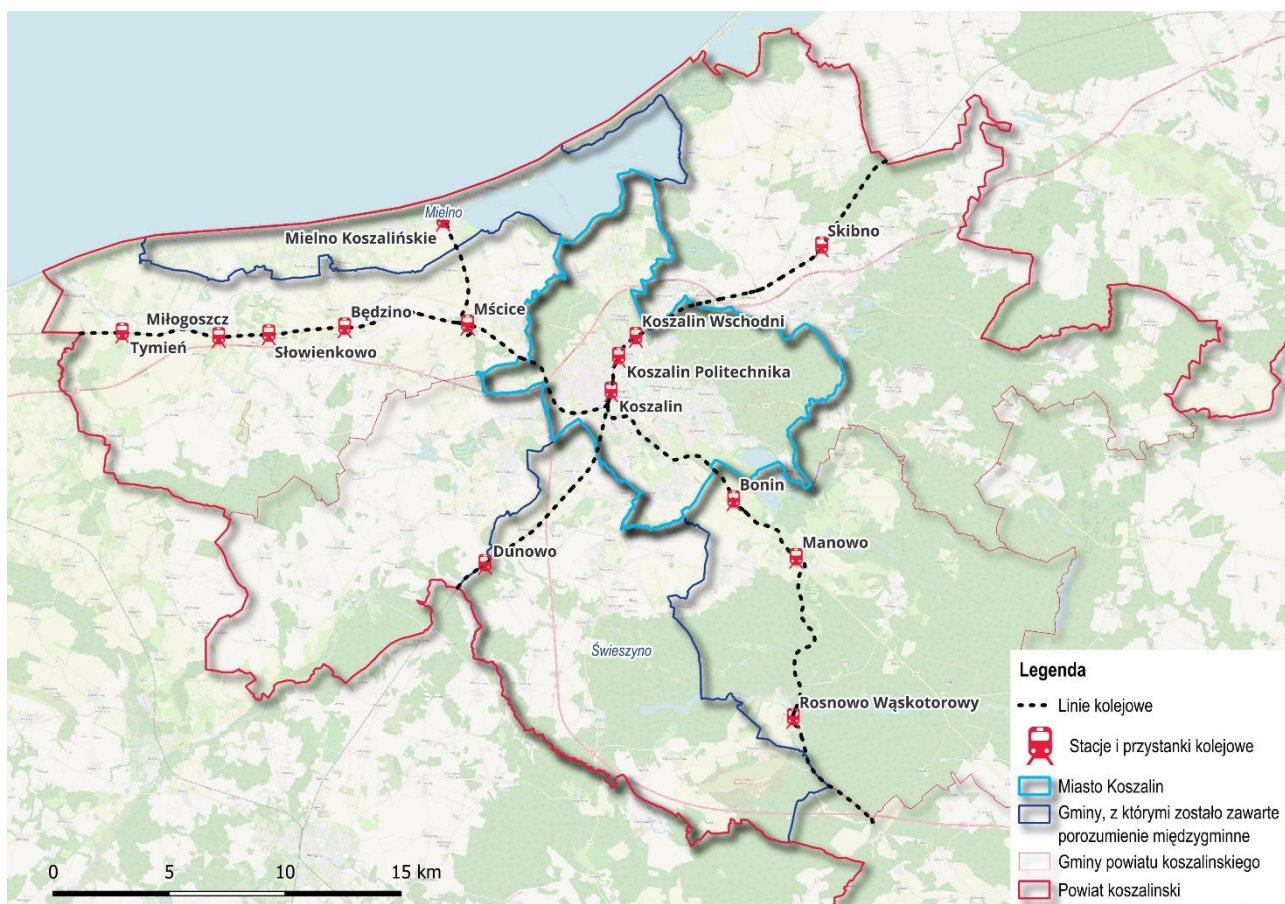 Mielno
Mielno Koszalińskie
Skibno
Miłogoszcz
Będzino
Mścice
Koszalin Wschodni
Tymień
Słowienkowo
Koszalin Politechnika
Koszalin
Bonin
Dunowo
Manowo
Świeszyno
Rosnowo Wąskotorowy
Legenda
Linie kolejowe
Stacje i przystanki kolejowe
Miasto Koszalin
Gminy, z którymi zostało zawarte
porozumienie międzygminne
Gminy powiatu koszalinskiego
Powiat koszalinski
0 5 10 15 km